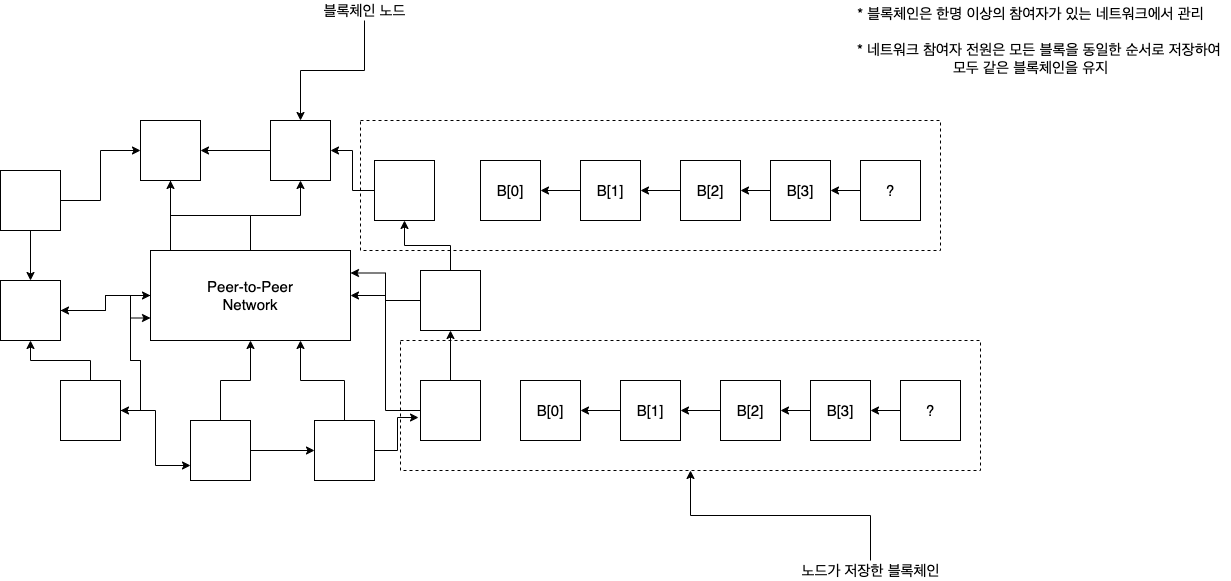 블록체인 노드
* 블록체인은 한명 이상의 참여자가 있는 네트워크에서 관리
* 네트워크 참여자 전원은 모든 블록을 동일한 순서로 저장하여
모두 같은 블록체인을 유지
B[0]
B[1]
B[2]
B[3]
?
Peer-to-Peer
Network
B[0]
B[1]
B[2]
B[3]
?
노드가 저장한 블록체인